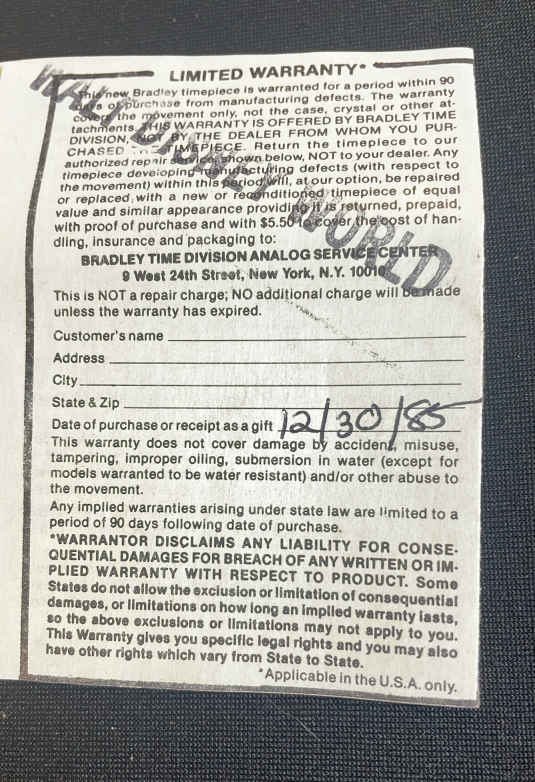 LIMITED WARRANTY*
This new Bradley timepiece is warranted for a period within 90
days of purchase from manufacturing defects. The warranty
covers the movement only, not the case, crystal or other at-
tachments. THIS WARRANTY IS OFFERED BY BRADLEY TIME
DIVISION, NOT BY THE DEALER FROM WHOM YOU PUR-
CHASED TIMEPIECE. Return the timepiece to our
authorized repair service shown below, NOT to your dealer. Any
timepiece developing manufacturing defects (with respect to
the movement) within this period will, at our option, be repaired
or replaced with a new or reconditioned timepiece of equal
value and similar appearance providing it is returned, prepaid,
with proof of purchase and with $5.50 to cover the cost of han-
dling, insurance and packaging to:
BRADLEY TIME DIVISION ANALOG SERVICE CENTER
9 West 24th Street, New York, N.Y. 10010
WALT DISNEY WORLD
This is NOT a repair charge; NO additional charge will be made
unless the warranty has expired.
Customer's name
Address
City
State & Zip
Date of purchase or receipt as a gift 12/30/85
This warranty does not cover damage by accident, misuse,
tampering, improper oiling, submersion in water (except for
models warranted to be water resistant) and/or other abuse to
the movement.
Any implied warranties arising under state law are limited to a
period of 90 days following date of purchase.
*WARRANTOR DISCLAIMS ANY LIABILITY FOR CONSE-
QUENTIAL DAMAGES FOR BREACH OF ANY WRITTEN OR IM-
PLIED WARRANTY WITH RESPECT TO PRODUCT. Some
States do not allow the exclusion or limitation of consequential
damages, or limitations on how long an implied warranty lasts,
so the above exclusions or limitations may not apply to you.
This Warranty gives you specific legal rights and you may also
have other rights which vary from State to State.
*Applicable in the U.S.A. only.